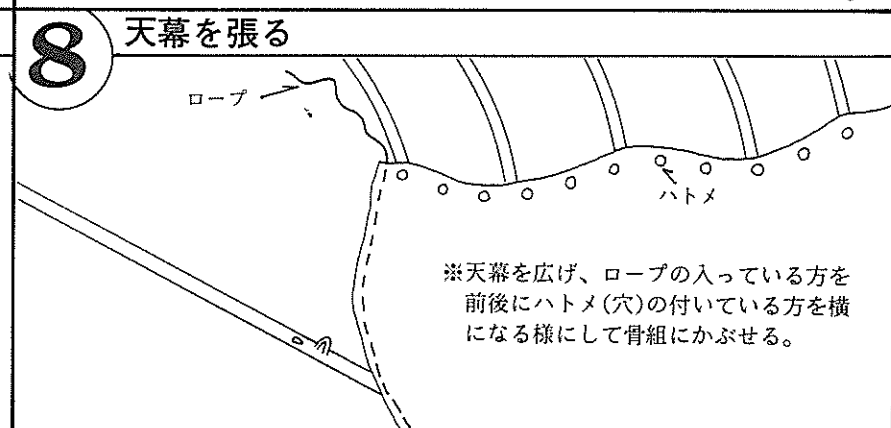 8 天幕を張る
ロープ
ハトメ
※天幕を広げ、ロープの入っている方を
前後にハトメ(穴)の付いている方を横
になる様にして骨組にかぶせる。